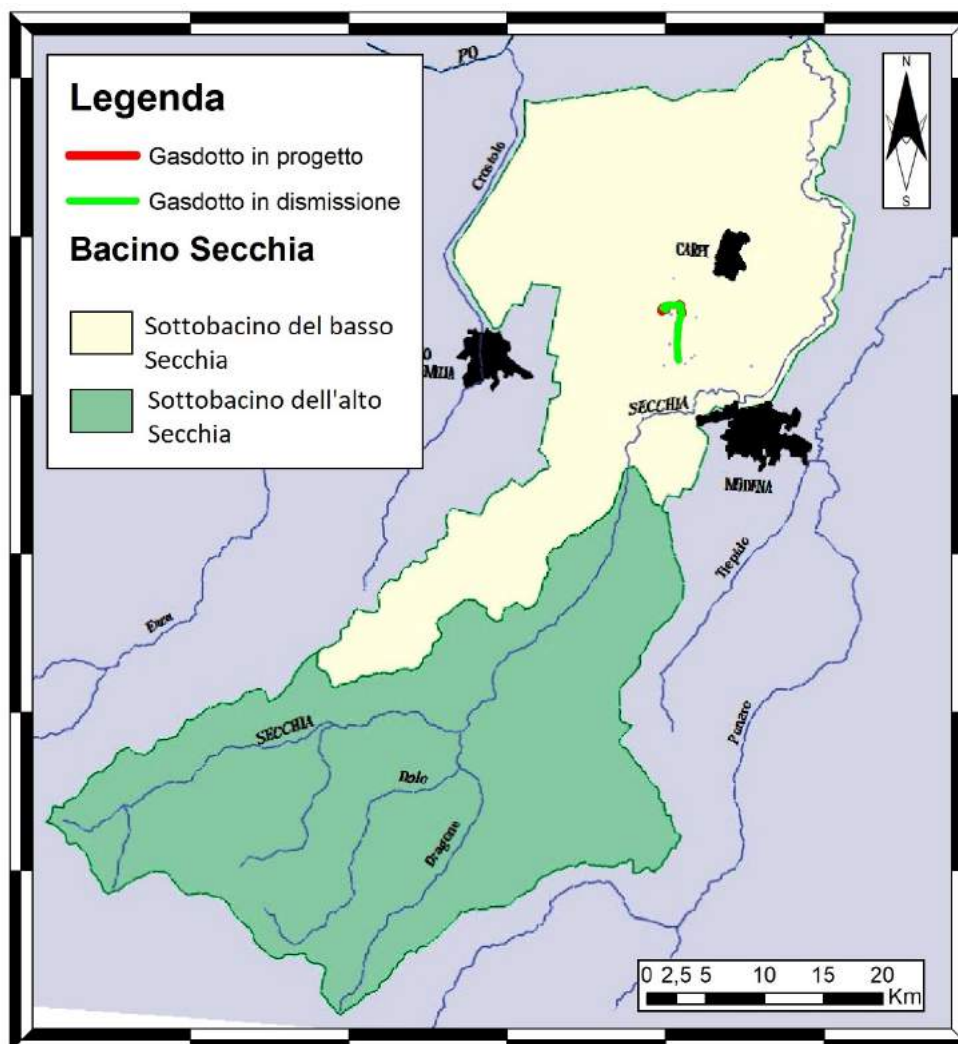 PO
N
Legenda
Gasdotto in progetto
Gasdotto in dismissione
Bacino Secchia
Sottobacino del basso
Secchia
Sottobacino dell'alto
Secchia
S
Crostolo
CARPI
O
EMILIA
SECCHIA
MODENA
Tiepido
Enza
Panaro
SECCHIA
Dolo
Dragone
0 2,5 5 10 15 20
Km